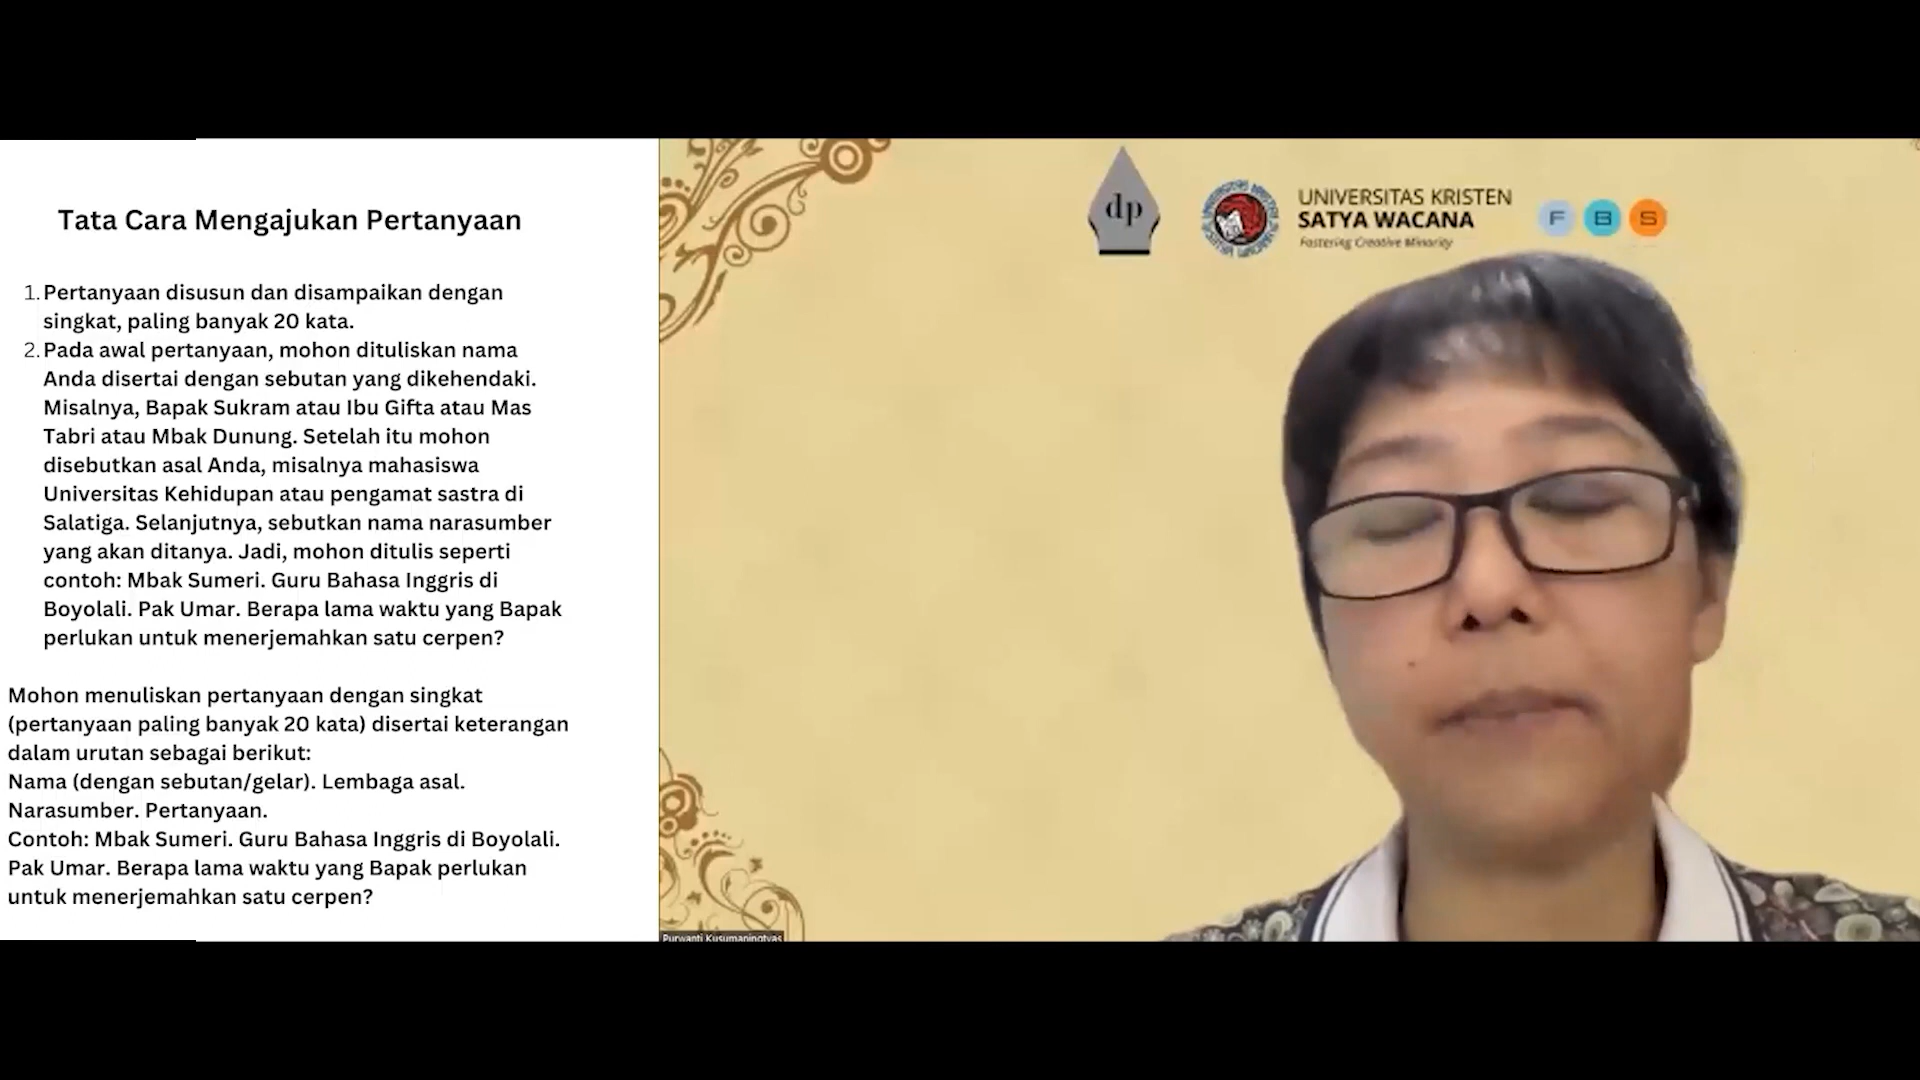 Tata Cara Mengajukan Pertanyaan
1. Pertanyaan disusun dan disampaikan dengan
singkat, paling banyak 20 kata.
2. Pada awal pertanyaan, mohon dituliskan nama
Anda disertai dengan sebutan yang dikehendaki.
Misalnya, Bapak Sukram atau Ibu Gifta atau Mas
Tabri atau Mbak Dunung. Setelah itu mohon
disebutkan asal Anda, misalnya mahasiswa
Universitas Kehidupan atau pengamat sastra di
Salatiga. Selanjutnya, sebutkan nama narasumber
yang akan ditanya. Jadi, mohon ditulis seperti
contoh: Mbak Sumeri. Guru Bahasa Inggris di
Boyolali. Pak Umar. Berapa lama waktu yang Bapak
perlukan untuk menerjemahkan satu cerpen?
Mohon menuliskan pertanyaan dengan singkat
(pertanyaan paling banyak 20 kata) disertai keterangan
dalam urutan sebagai berikut:
Nama (dengan sebutan/gelar). Lembaga asal.
Narasumber. Pertanyaan.
Contoh: Mbak Sumeri. Guru Bahasa Inggris di Boyolali.
Pak Umar. Berapa lama waktu yang Bapak perlukan
untuk menerjemahkan satu cerpen?
dp
UNIVERSITAS KRISTEN
SATYA WACANA
Fostering Creative Minority
F B S
Purwanti Kusumaningtyas